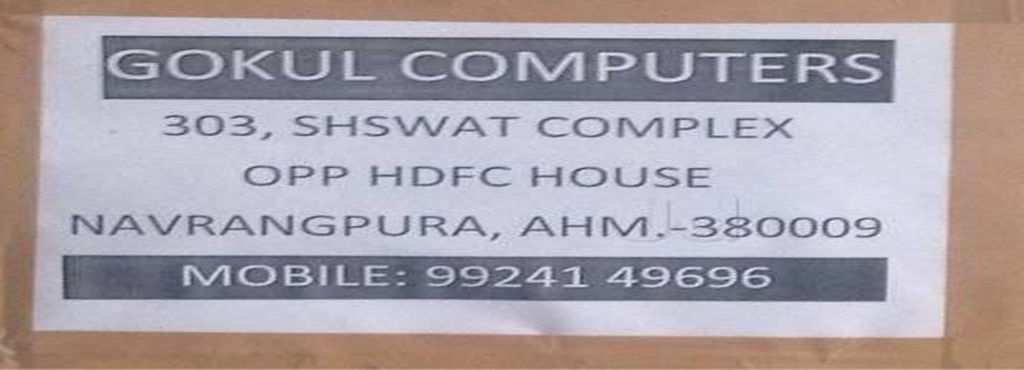 GOKUL COMPUTERS
303, SHSWAT COMPLEX
OPP HDFC HOUSE
NAVRANGPURA, AHM.-380009
MOBILE: 99241 49696